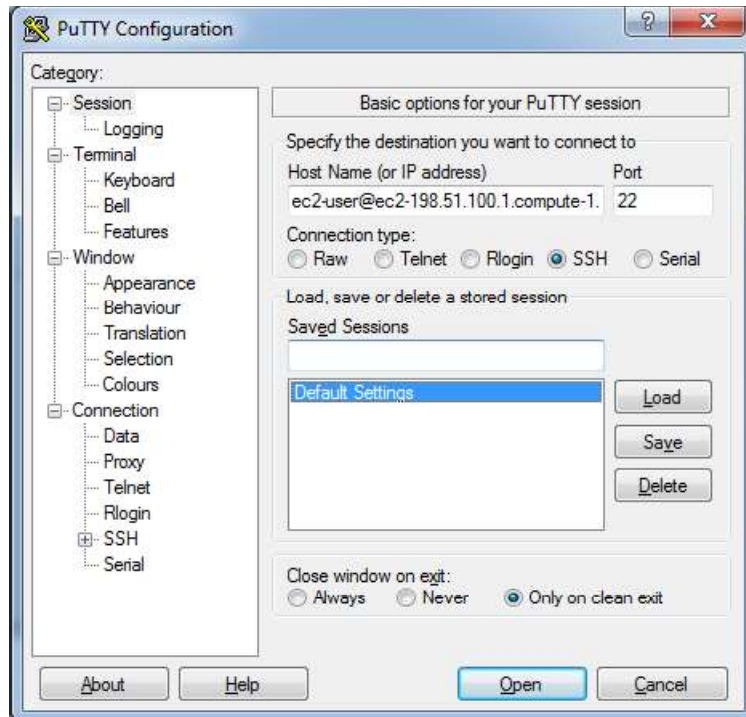 PuTTY Configuration
Category:
Session
Logging
Terminal
Keyboard
Bell
Features
Window
Appearance
Behaviour
Translation
Selection
Colours
Connection
Data
Proxy
Telnet
Rlogin
SSH
Serial
Basic options for your PuTTY session
Specify the destination you want to connect to
Host Name (or IP address) Port
ec2-user@ec2-198.51.100.1.compute-1. 22
Connection type:
Raw Telnet Rlogin SSH Serial
Load, save or delete a stored session
Saved Sessions
Default Settings
Load
Save
Delete
Close window on exit:
Always Never Only on clean exit
About Help Open Cancel